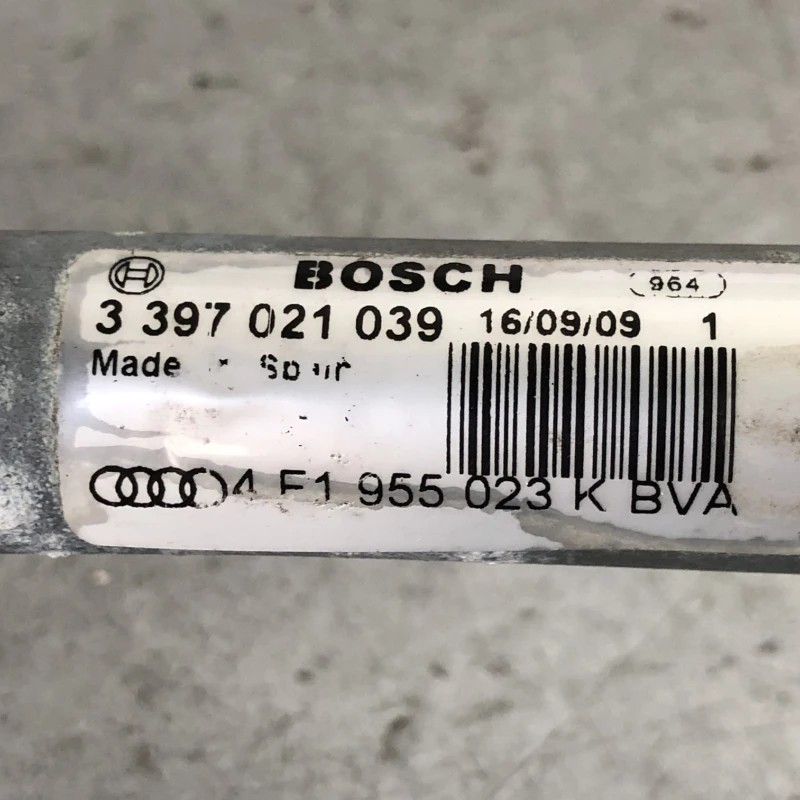 BOSCH 964
3 397 021 039 16/09/09 1
Made
4 F1 955 023 K BVA